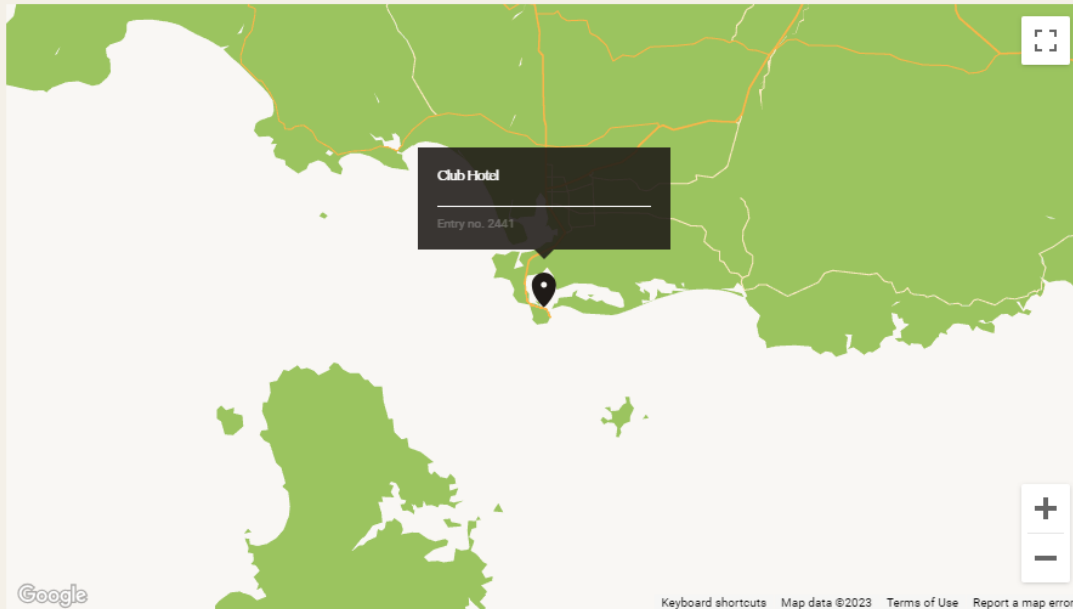 Club Hotel
Entry no. 2441
Google
Keyboard shortcuts Map data ©2023 Terms of Use Report a map error